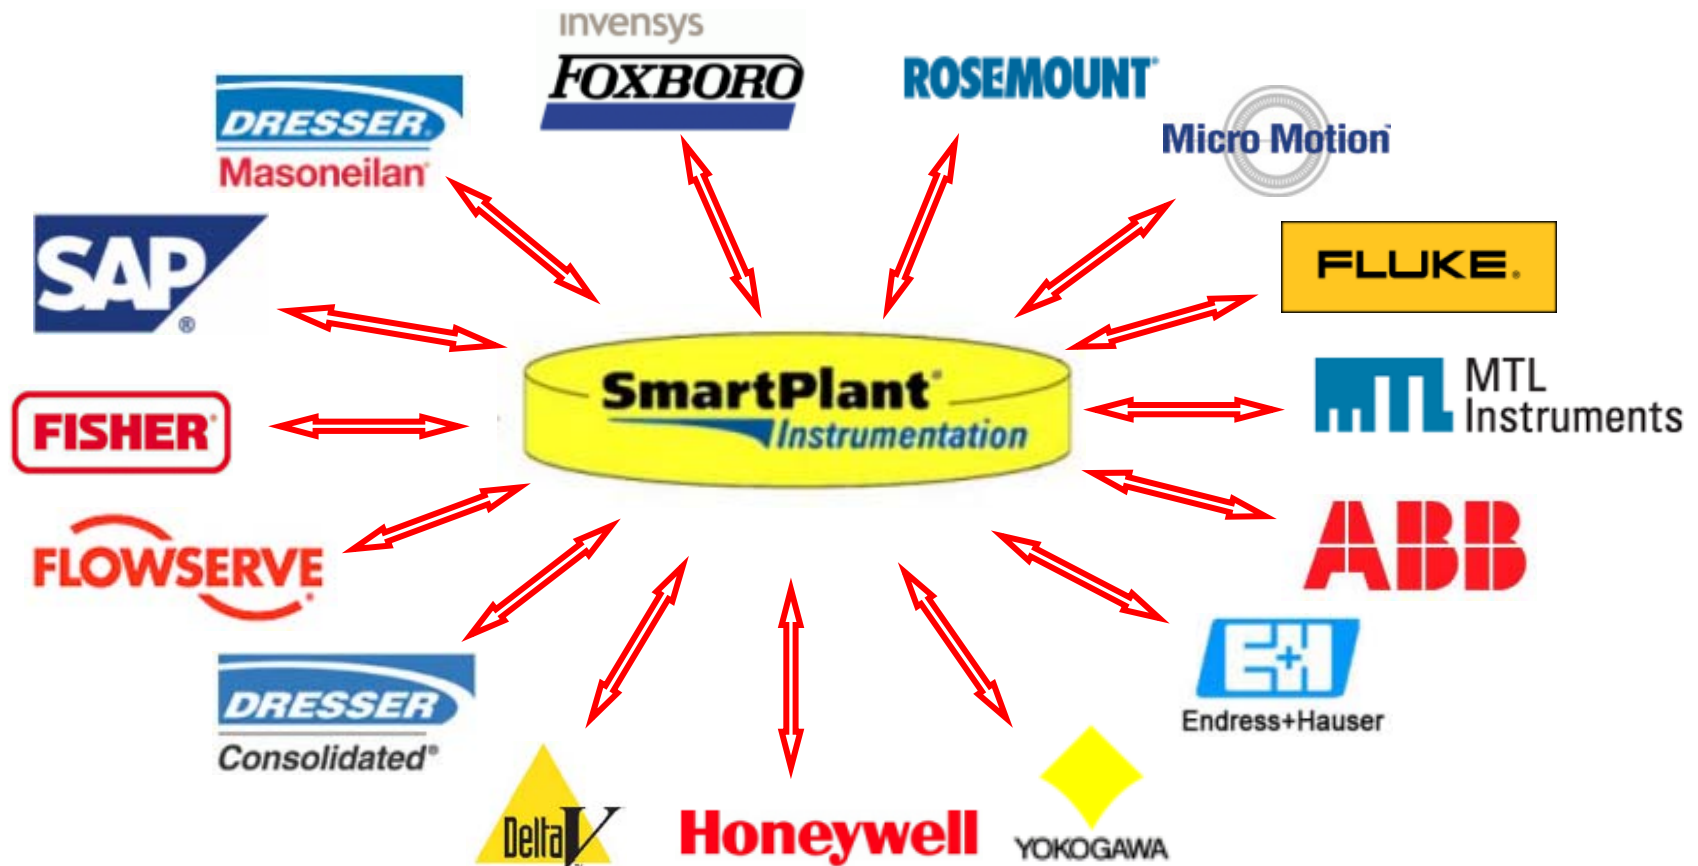 invensys
FOXBORO
ROSEMOUNT®
DRESSER®
Masoneilan®
Micro Motion™
SAP
®
FLUKE®
SmartPlant®
Instrumentation
MTL
Instruments
FISHER®
FLOWSERVE®
ABB
E+H
Endress+Hauser
DRESSER
Consolidated®
DeltaV
Honeywell
YOKOGAWA